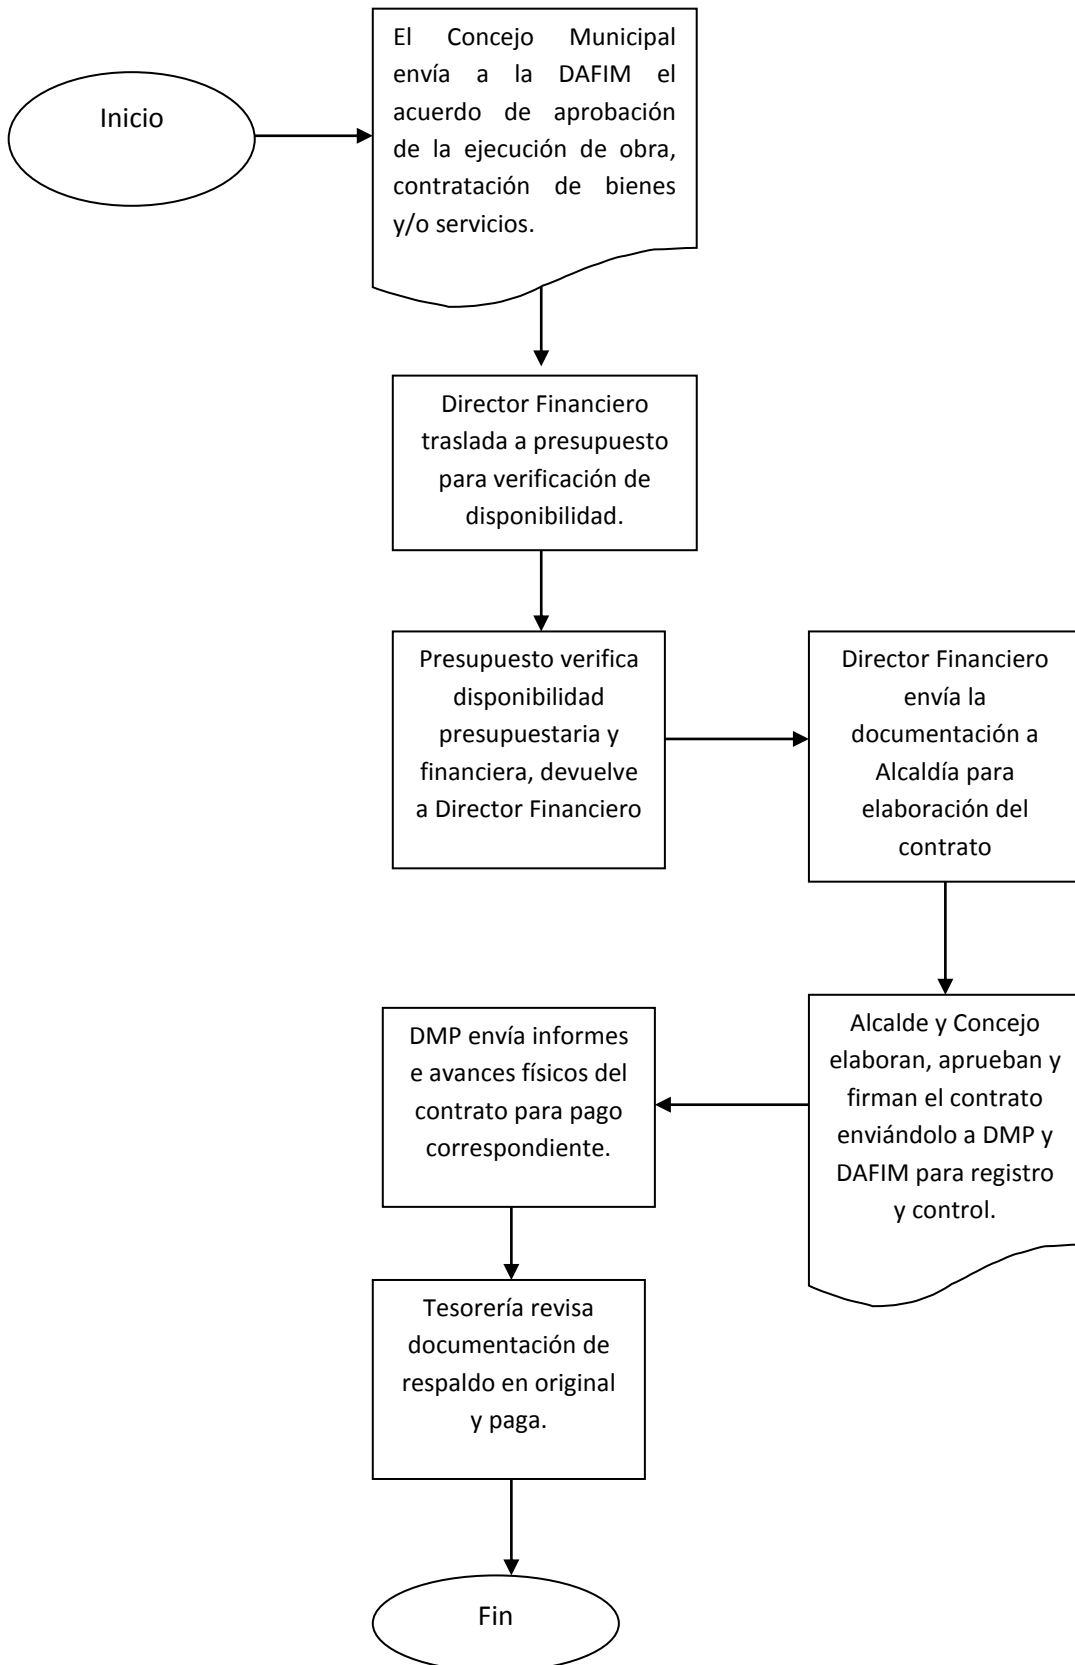 Inicio
El Concejo Municipal
envía a la DAFIM el
acuerdo de aprobación
de la ejecución de obra,
contratación de bienes
y/o servicios.
Director Financiero
traslada a presupuesto
para verificación de
disponibilidad.
Presupuesto verifica
disponibilidad
presupuestaria y
financiera, devuelve
a Director Financiero
Director Financiero
envía la
documentación a
Alcaldía para
elaboración del
contrato
Alcalde y Concejo
elaboran, aprueban y
firman el contrato
enviándolo a DMP y
DAFIM para registro
y control.
DMP envía informes
e avances físicos del
contrato para pago
correspondiente.
Tesorería revisa
documentación de
respaldo en original
y paga.
Fin